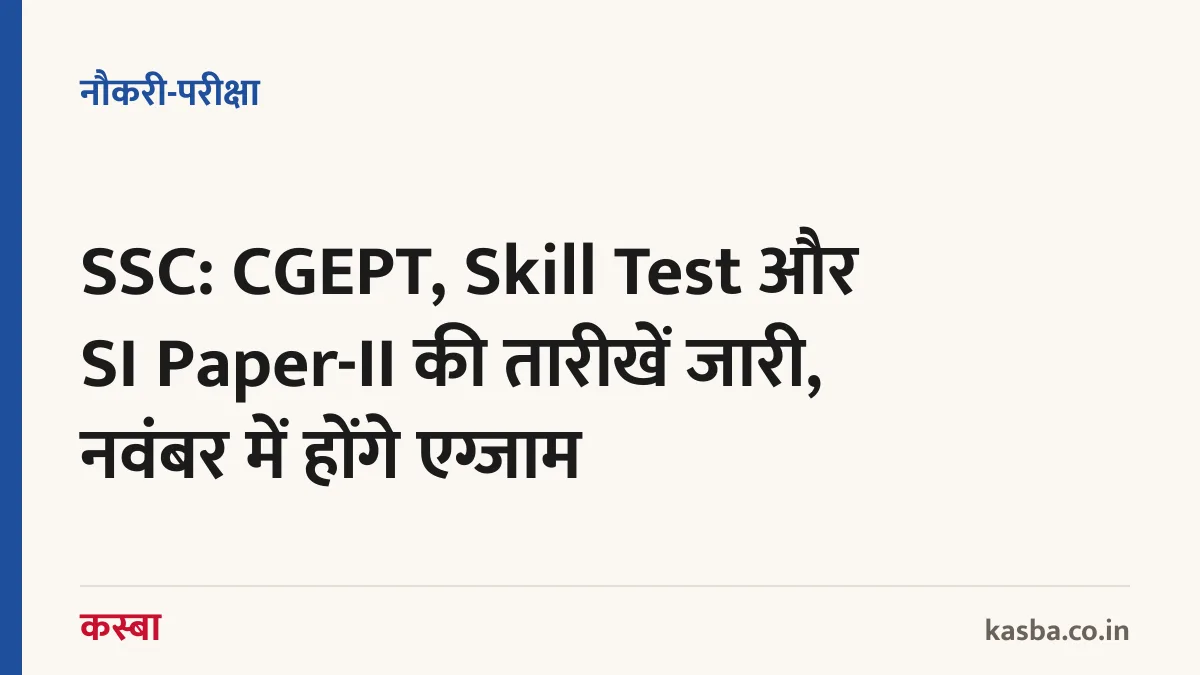 नौकरी-परीक्षा
SSC: CGEPT, Skill Test और
SI Paper-II की तारीखें जारी,
नवंबर में होंगे एग्जाम
कस्बा
kasba.co.in